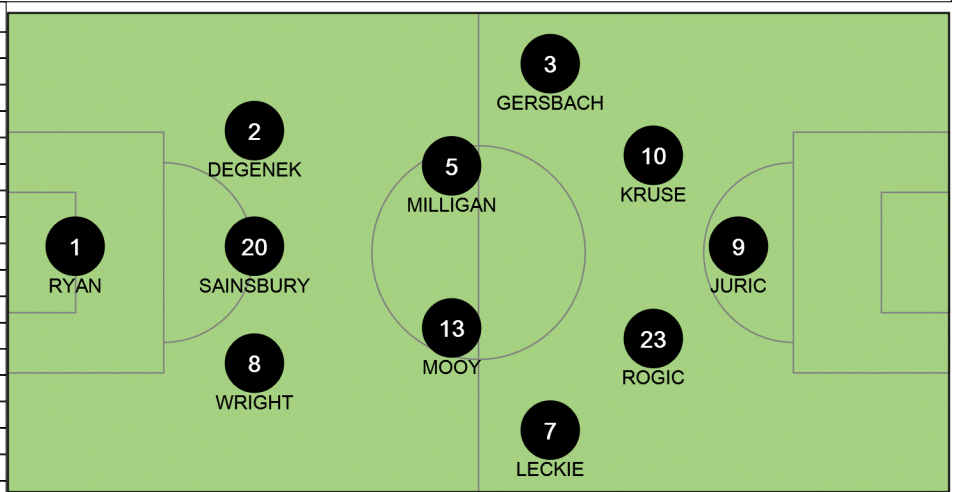 3
GERSBACH
2
DEGENEK
10
KRUSE
5
MILLIGAN
1
RYAN
20
SAINSBURY
9
JURIC
13
MOOY
23
ROGIC
8
WRIGHT
7
LECKIE